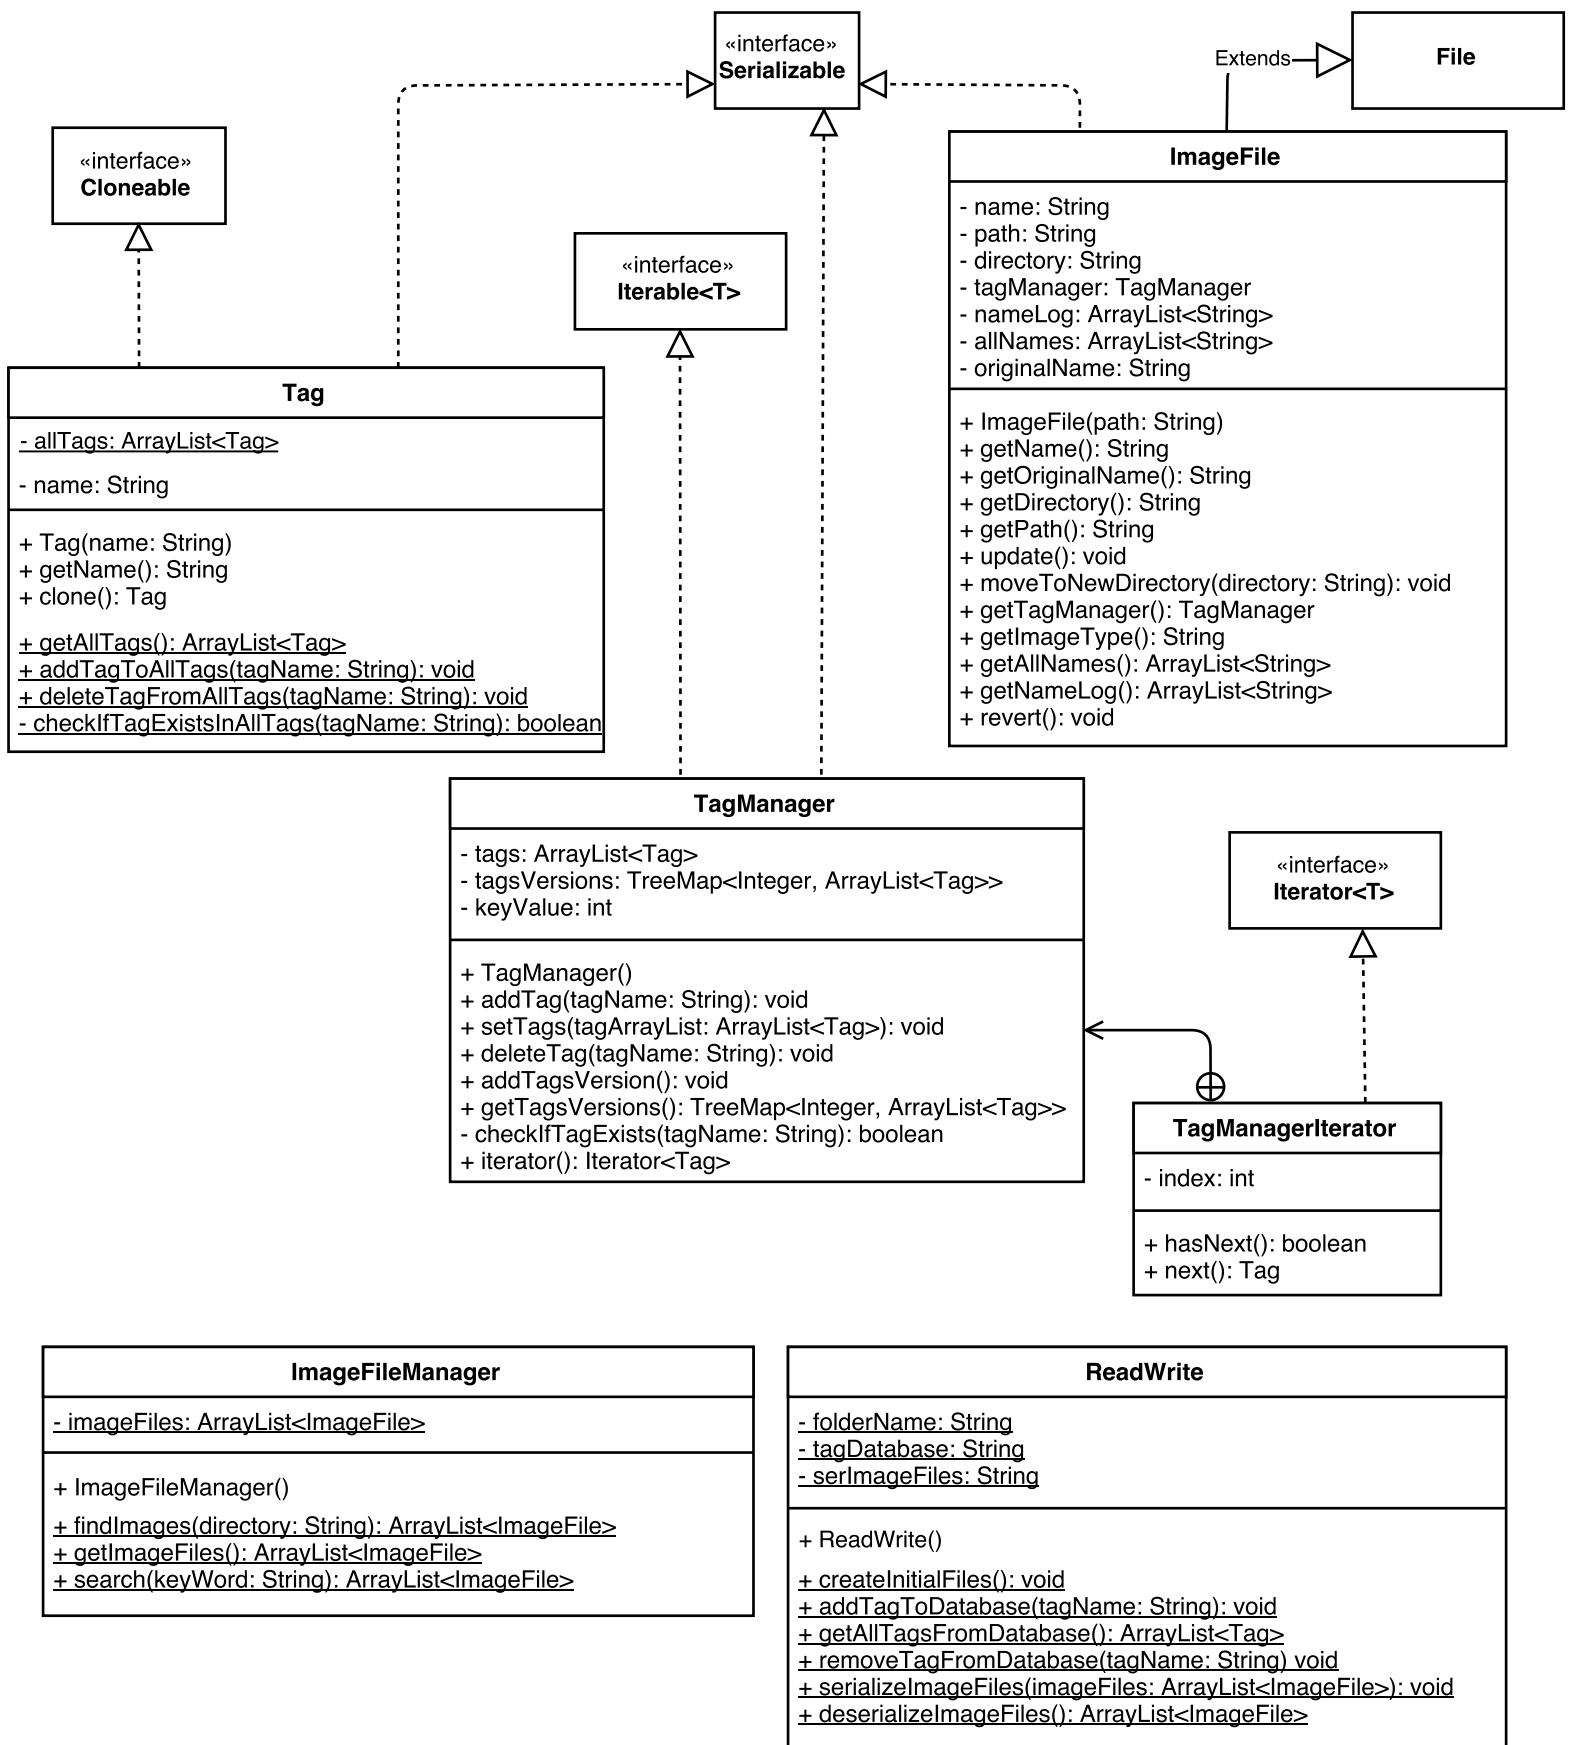 «interface»
Serializable
Extends
File
«interface»
Cloneable
ImageFile
- name: String
- path: String
- directory: String
- tagManager: TagManager
- nameLog: ArrayList<String>
- allNames: ArrayList<String>
- originalName: String
+ ImageFile(path: String)
+ getName(): String
+ getOriginalName(): String
+ getDirectory(): String
+ getPath(): String
+ update(): void
+ moveToNewDirectory(directory: String): void
+ getTagManager(): TagManager
+ getImageType(): String
+ getAllNames(): ArrayList<String>
+ getNameLog(): ArrayList<String>
+ revert(): void
«interface»
Iterable<T>
Tag
- allTags: ArrayList<Tag>
- name: String
+ Tag(name: String)
+ getName(): String
+ clone(): Tag
+ getAllTags(): ArrayList<Tag>
+ addTagToAllTags(tagName: String): void
+ deleteTagFromAllTags(tagName: String): void
- checkIfTagExistsInAllTags(tagName: String): boolean
TagManager
- tags: ArrayList<Tag>
- tagsVersions: TreeMap<Integer, ArrayList<Tag>>
- keyValue: int
+ TagManager()
+ addTag(tagName: String): void
+ setTags(tagArrayList: ArrayList<Tag>): void
+ deleteTag(tagName: String): void
+ addTagsVersion(): void
+ getTagsVersions(): TreeMap<Integer, ArrayList<Tag>>
- checkIfTagExists(tagName: String): boolean
+ iterator(): Iterator<Tag>
«interface»
Iterator<T>
TagManagerIterator
- index: int
+ hasNext(): boolean
+ next(): Tag
ImageFileManager
- imageFiles: ArrayList<ImageFile>
+ ImageFileManager()
+ findImages(directory: String): ArrayList<ImageFile>
+ getImageFiles(): ArrayList<ImageFile>
+ search(keyWord: String): ArrayList<ImageFile>
ReadWrite
- folderName: String
- tagDatabase: String
- serImageFiles: String
+ ReadWrite()
+ createInitialFiles(): void
+ addTagToDatabase(tagName: String): void
+ getAllTagsFromDatabase(): ArrayList<Tag>
+ removeTagFromDatabase(tagName: String) void
+ serializeImageFiles(imageFiles: ArrayList<ImageFile>): void
+ deserializeImageFiles(): ArrayList<ImageFile>